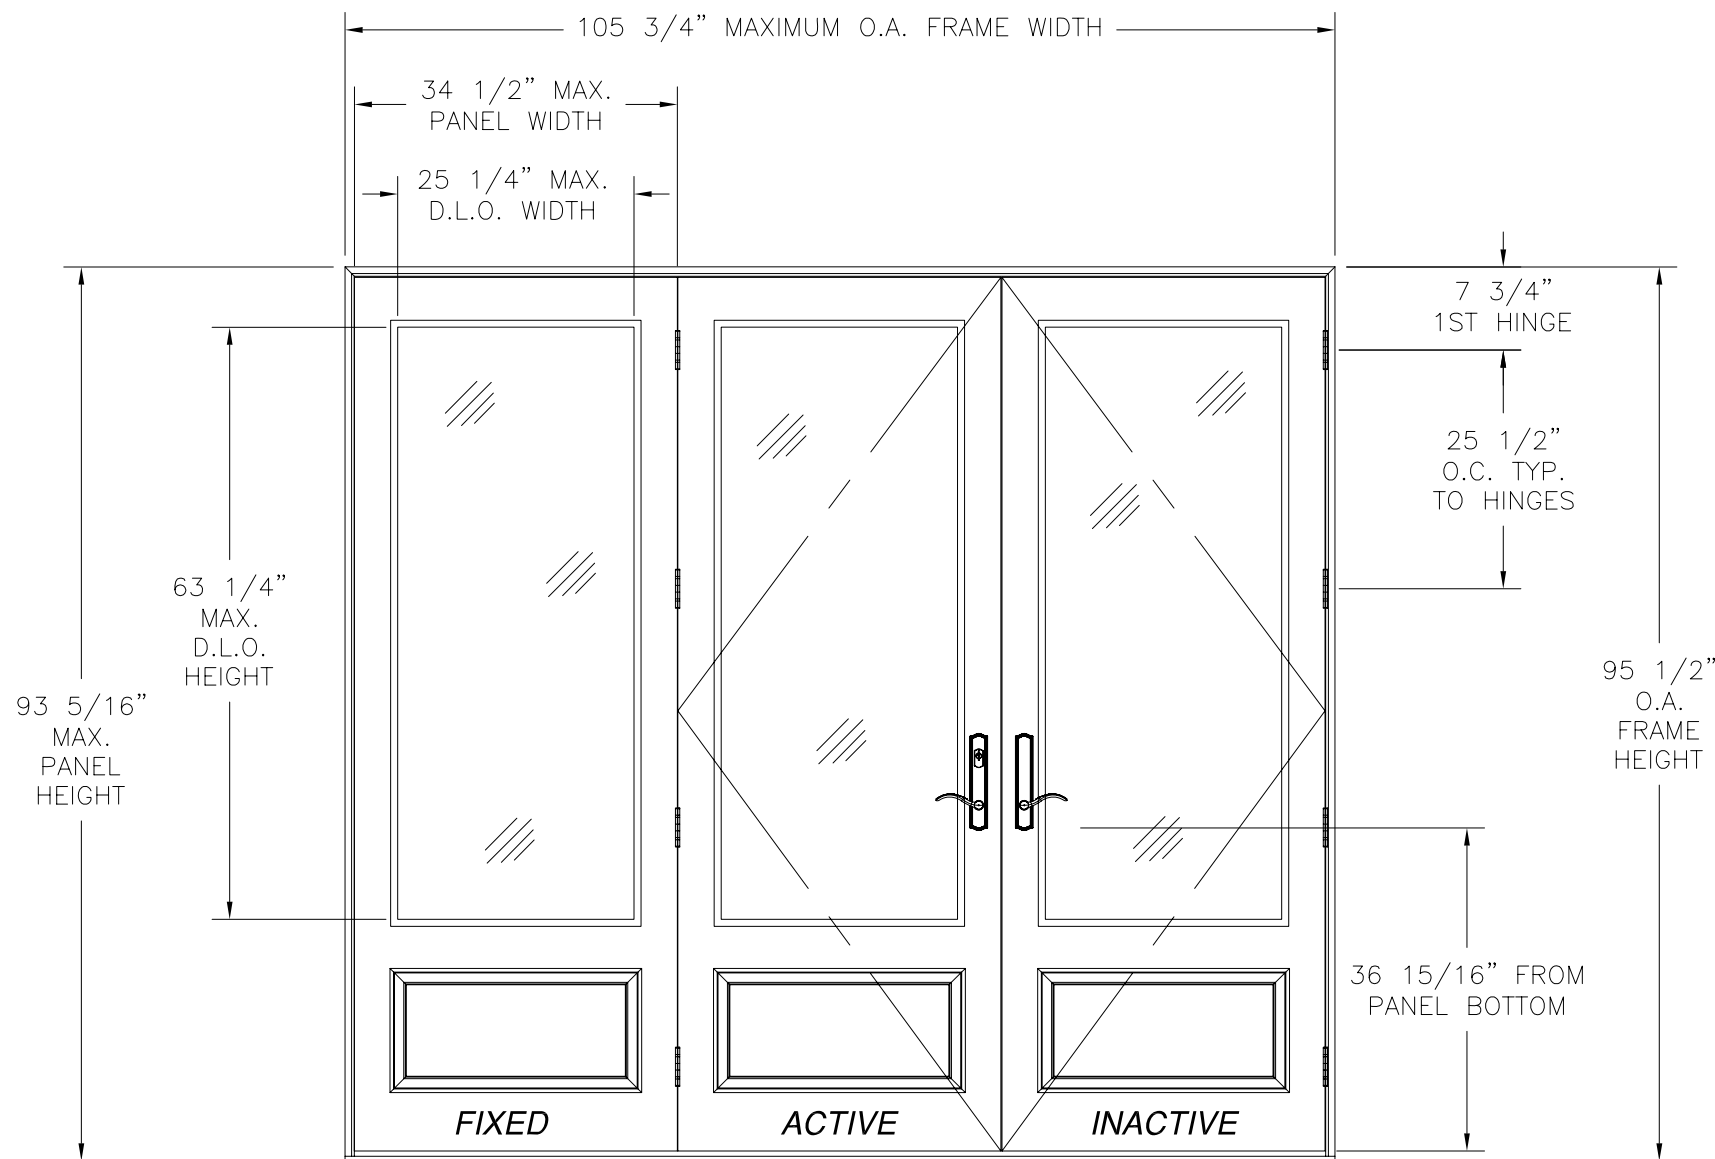 105 3/4” MAXIMUM O.A. FRAME WIDTH
34 1/2” MAX.
PANEL WIDTH
25 1/4” MAX.
D.L.O. WIDTH
7 3/4”
1ST HINGE
25 1/2”
O.C. TYP.
TO HINGES
63 1/4”
MAX.
D.L.O.
HEIGHT
93 5/16”
MAX.
PANEL
HEIGHT
95 1/2”
O.A.
FRAME
HEIGHT
36 15/16” FROM
PANEL BOTTOM
FIXED
ACTIVE
INACTIVE